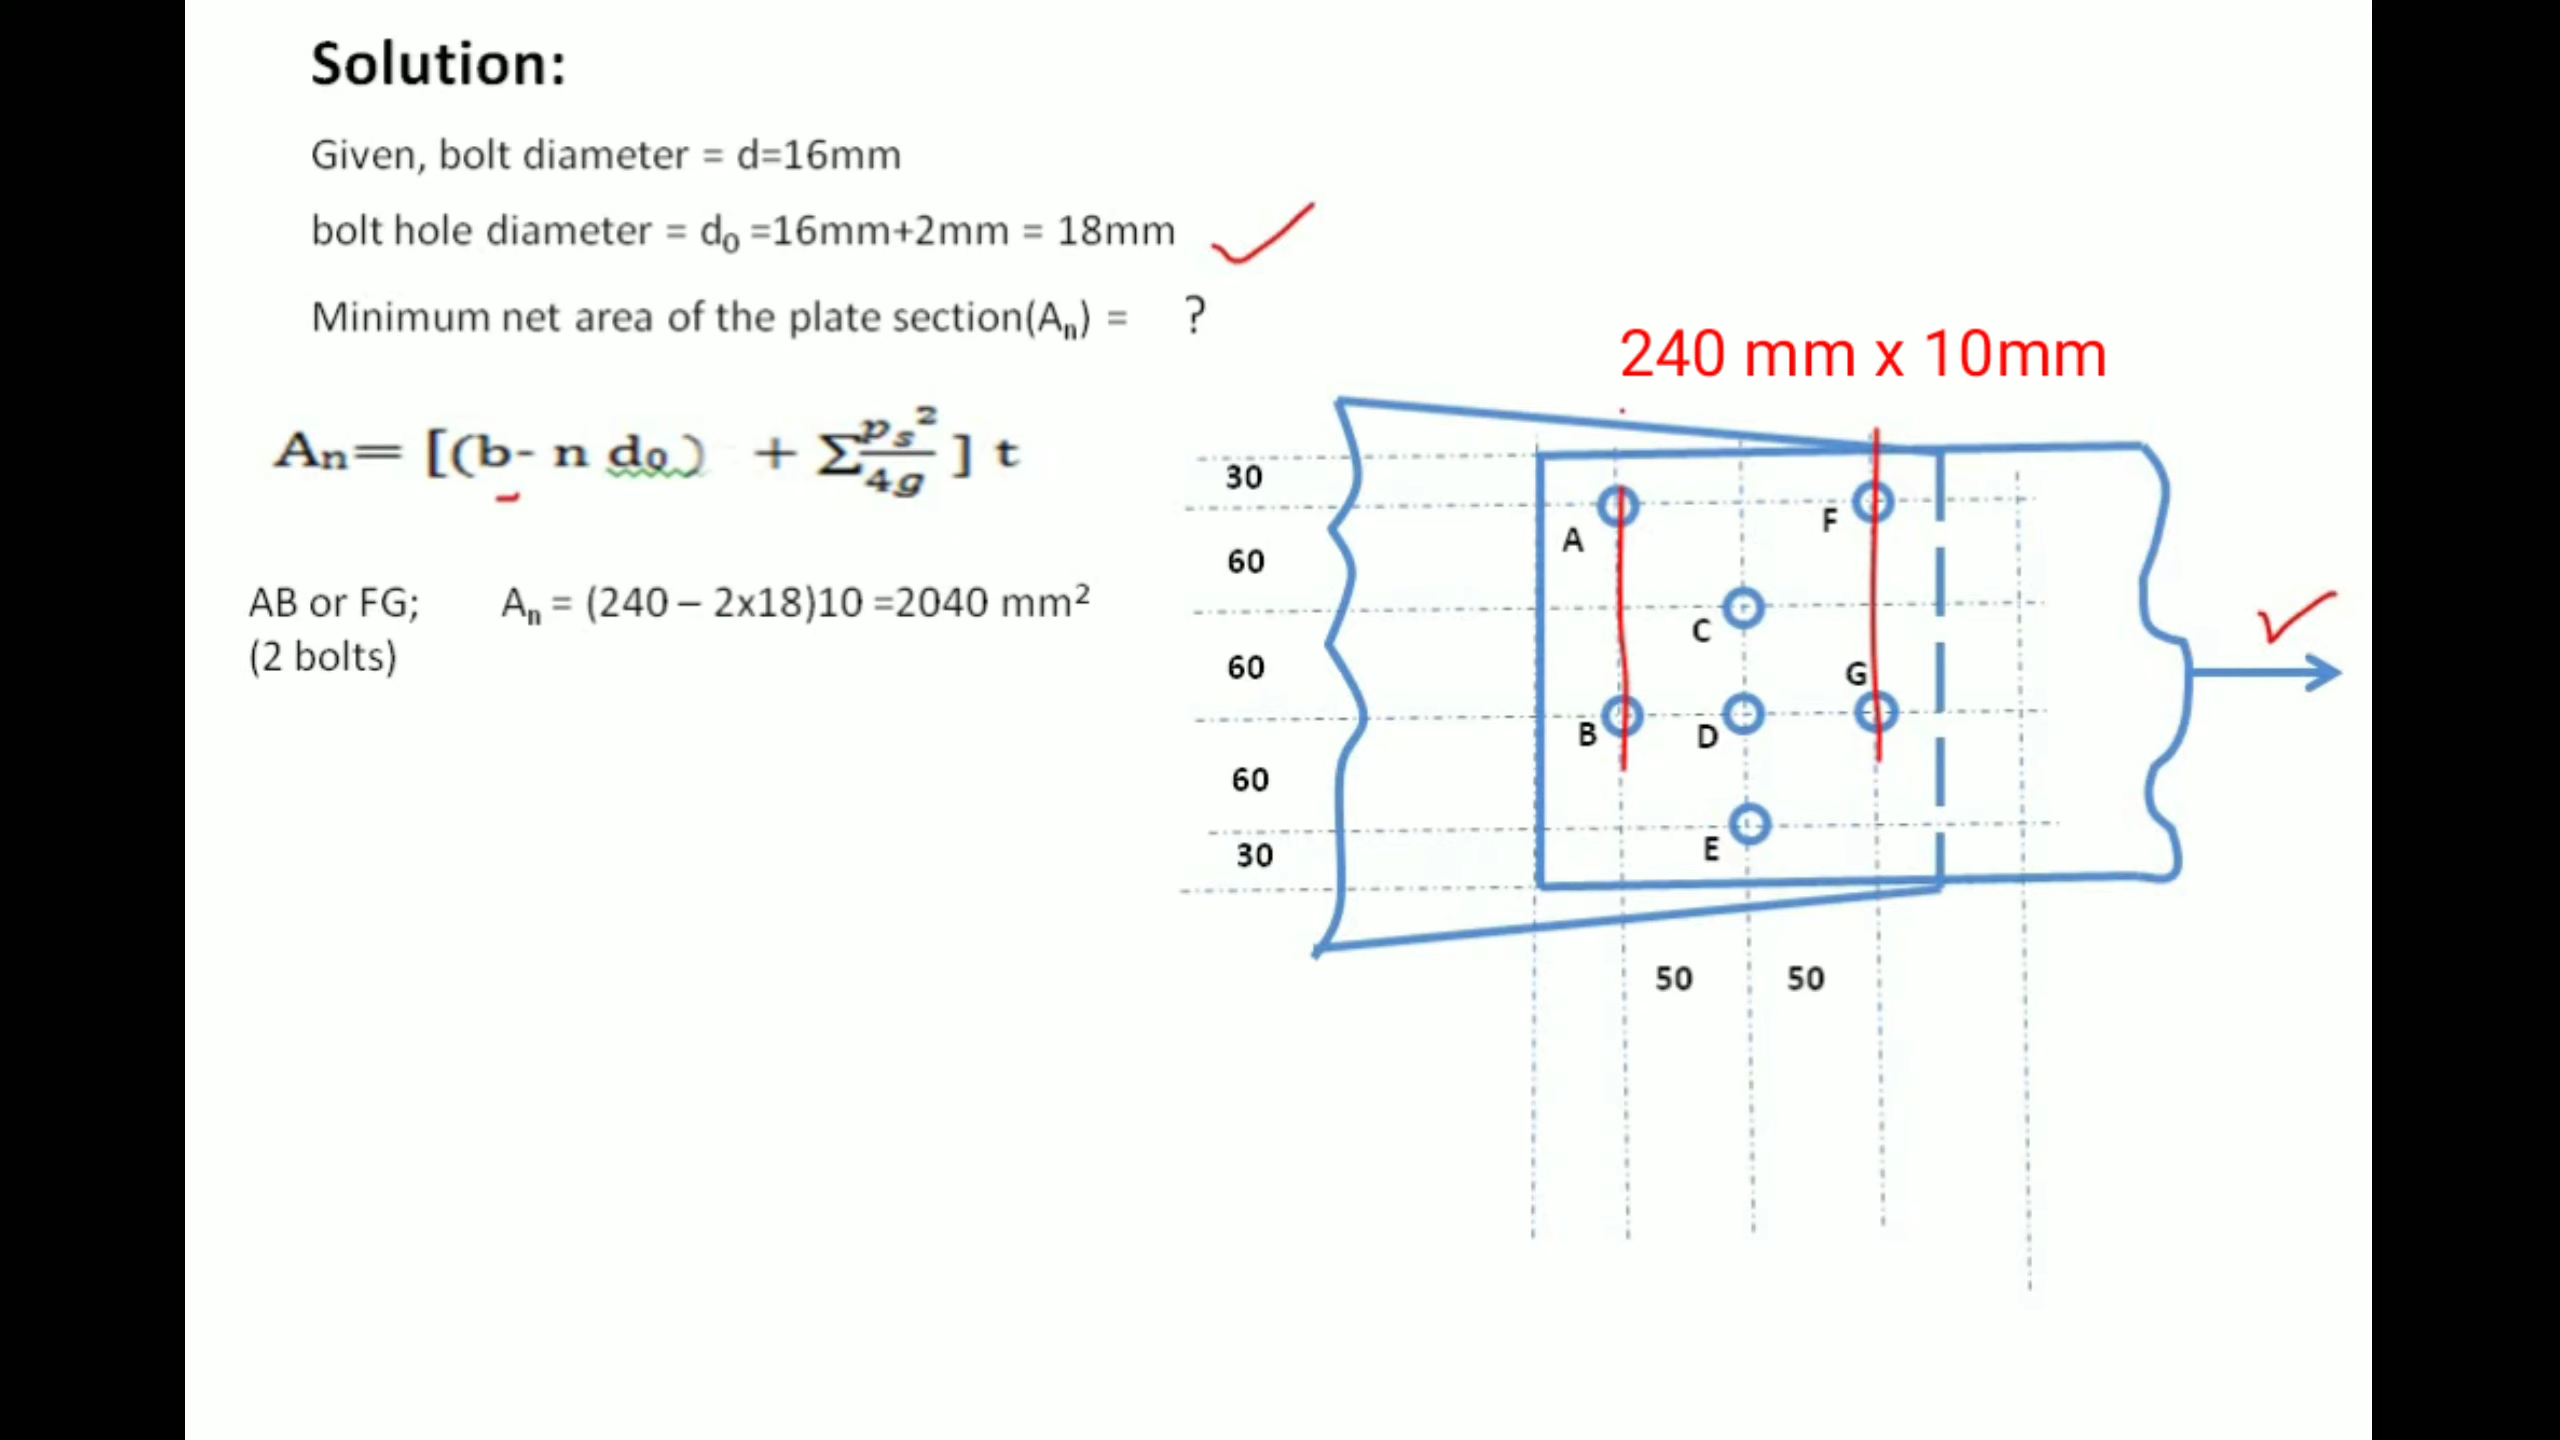 Solution:
Given, bolt diameter = d=16mm
bolt hole diameter = d₀ =16mm+2mm = 18mm
Minimum net area of the plate section(Aₙ) = ?
Aₙ= [(b- n d₀) + Σpₛ²/4g ] t
AB or FG; Aₙ = (240 – 2x18)10 =2040 mm²
(2 bolts)
240 mm x 10mm
30
60
60
60
30
A
F
C
G
B
D
E
50 50